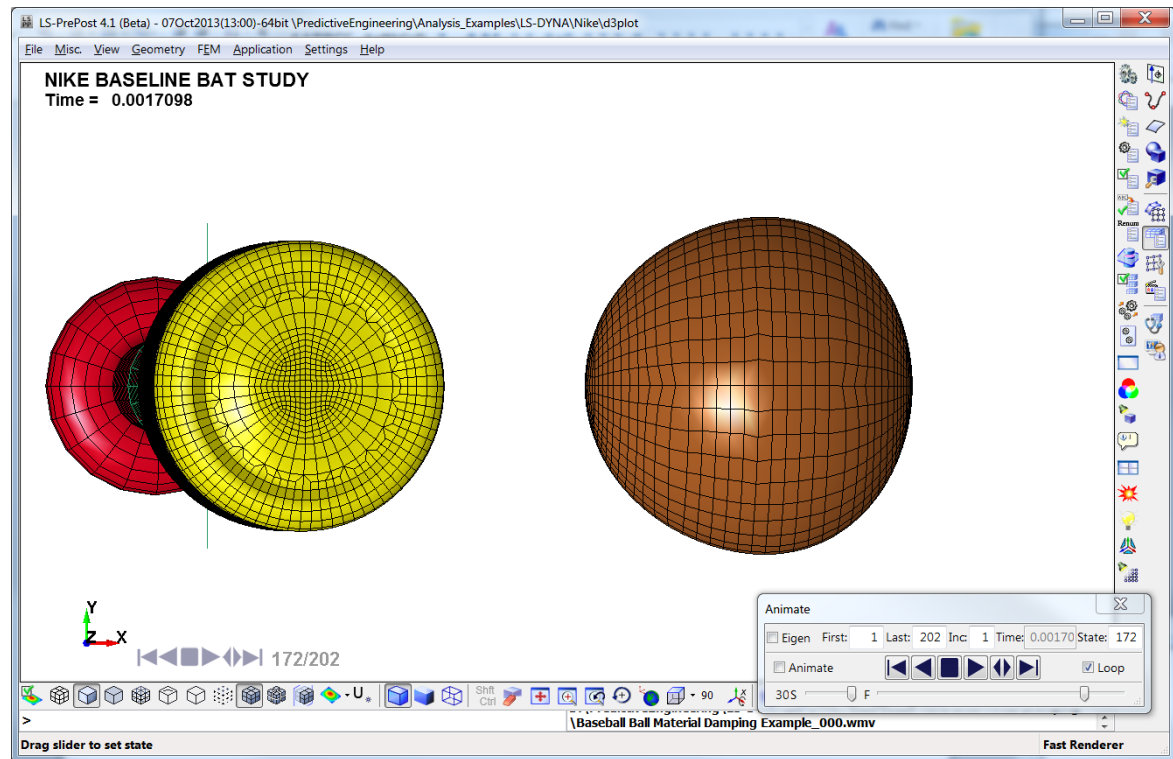 LS-PrePost 4.1 (Beta) - 07Oct2013(13:00)-64bit \PredictiveEngineering\Analysis_Examples\LS-DYNA\Nike\d3plot
File Misc. View Geometry FEM Application Settings Help
NIKE BASELINE BAT STUDY
Time = 0.0017098
Renum
Y
Z X
172/202
Animate
Eigen First: 1 Last: 202 Inc: 1 Time: 0.00170 State: 172
Animate Loop
30S F
Shft
Ctrl
90
>
\Baseball Ball Material Damping Example_000.wmv
Drag slider to set state Fast Renderer